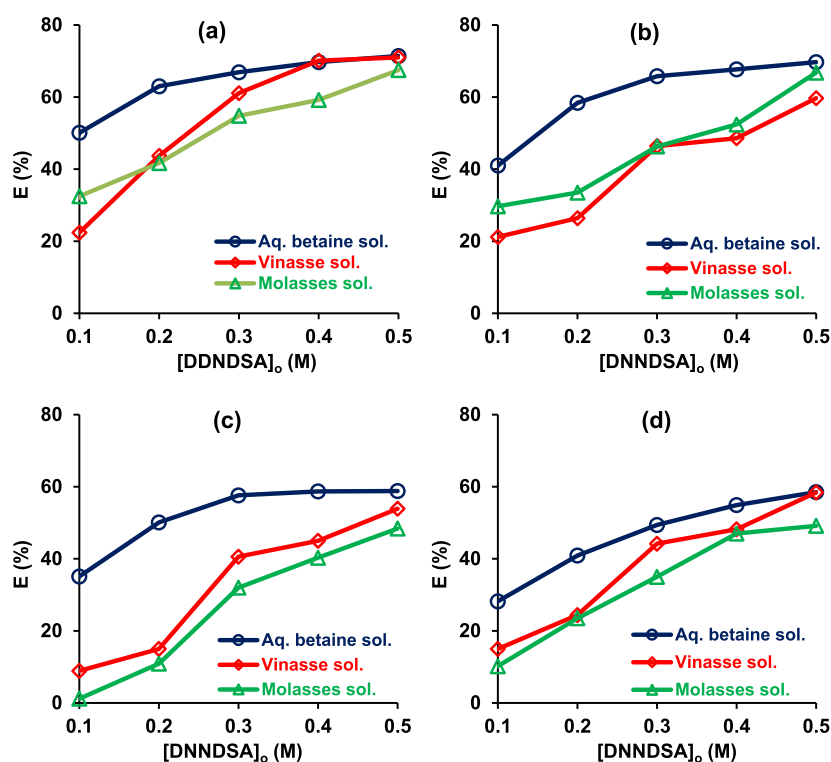 (a)
E (%)
80
60
40
20
0
Aq. betaine sol.
Vinasse sol.
Molasses sol.
0.1 0.2 0.3 0.4 0.5
[DDNDSA]o (M)
(b)
E (%)
80
60
40
20
0
Aq. betaine sol.
Vinasse sol.
Molasses sol.
0.1 0.2 0.3 0.4 0.5
[DNNDSA]o (M)
(c)
E (%)
80
60
40
20
0
Aq. betaine sol.
Vinasse sol.
Molasses sol.
0.1 0.2 0.3 0.4 0.5
[DNNDSA]o (M)
(d)
E (%)
80
60
40
20
0
Aq. betaine sol.
Vinasse sol.
Molasses sol.
0.1 0.2 0.3 0.4 0.5
[DNNDSA]o (M)